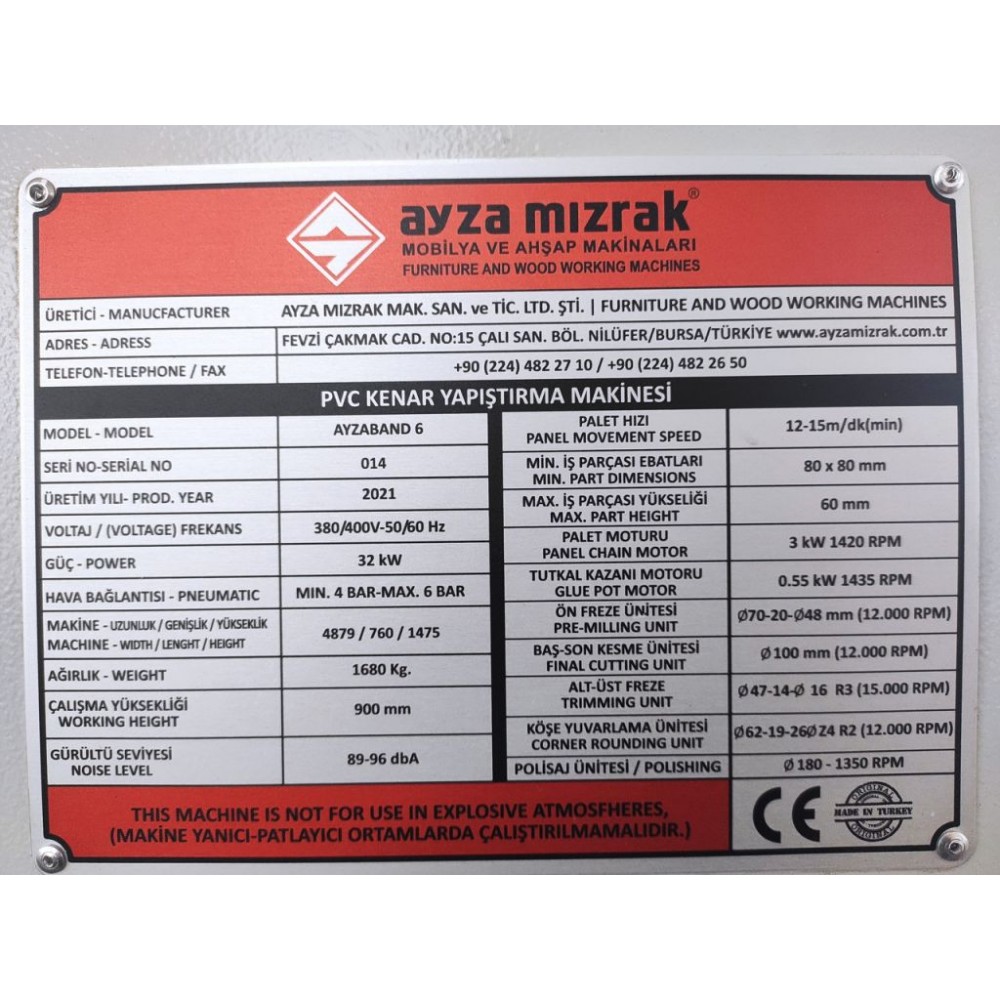 ayza mızrak®
MOBİLYA VE AHŞAP MAKİNALARI
FURNITURE AND WOOD WORKING MACHINES
ÜRETİCİ - MANUCFACTURER AYZA MIZRAK MAK. SAN. ve TİC. LTD. ŞTİ. | FURNITURE AND WOOD WORKING MACHINES
ADRES - ADRESS FEVZİ ÇAKMAK CAD. NO:15 ÇALI SAN. BÖL. NİLÜFER/BURSA/TÜRKİYE www.ayzamizrak.com.tr
TELEFON-TELEPHONE / FAX +90 (224) 482 27 10 / +90 (224) 482 26 50
PVC KENAR YAPIŞTIRMA MAKİNESİ
MODEL - MODEL AYZABAND 6
SERİ NO-SERIAL NO 014
ÜRETİM YILI- PROD. YEAR 2021
VOLTAJ / (VOLTAGE) FREKANS 380/400V-50/60 Hz
GÜÇ - POWER 32 kW
HAVA BAĞLANTISI - PNEUMATIC MIN. 4 BAR-MAX. 6 BAR
MAKİNE - UZUNLUK / GENİŞLİK / YÜKSEKLİK
MACHINE - WIDTH / LENGHT / HEIGHT 4879 / 760 / 1475
AĞIRLIK - WEIGHT 1680 Kg.
ÇALIŞMA YÜKSEKLİĞİ
WORKING HEIGHT 900 mm
GÜRÜLTÜ SEVİYESİ
NOISE LEVEL 89-96 dbA
PALET HIZI
PANEL MOVEMENT SPEED 12-15m/dk(min)
MİN. İŞ PARÇASI EBATLARI
MIN. PART DIMENSIONS 80 x 80 mm
MAX. İŞ PARÇASI YÜKSELİĞİ
MAX. PART HEIGHT 60 mm
PALET MOTURU
PANEL CHAIN MOTOR 3 kW 1420 RPM
TUTKAL KAZANI MOTORU
GLUE POT MOTOR 0.55 kW 1435 RPM
ÖN FREZE ÜNİTESİ
PRE-MILLING UNIT Ø70-20-Ø48 mm (12.000 RPM)
BAŞ-SON KESME ÜNİTESİ
FINAL CUTTING UNIT Ø100 mm (12.000 RPM)
ALT-ÜST FREZE
TRIMMING UNIT Ø47-14-Ø 16 R3 (15.000 RPM)
KÖŞE YUVARLAMA ÜNİTESİ
CORNER ROUNDING UNIT Ø62-19-26Ø Z4 R2 (12.000 RPM)
POLİSAJ ÜNİTESİ / POLISHING Ø 180 - 1350 RPM
THIS MACHINE IS NOT FOR USE IN EXPLOSIVE ATMOSFHERES,
(MAKİNE YANICI-PATLAYICI ORTAMLARDA ÇALIŞTIRILMAMALIDIR.)
CE
ORIGINAL
MADE IN TURKEY
ORIGINAL